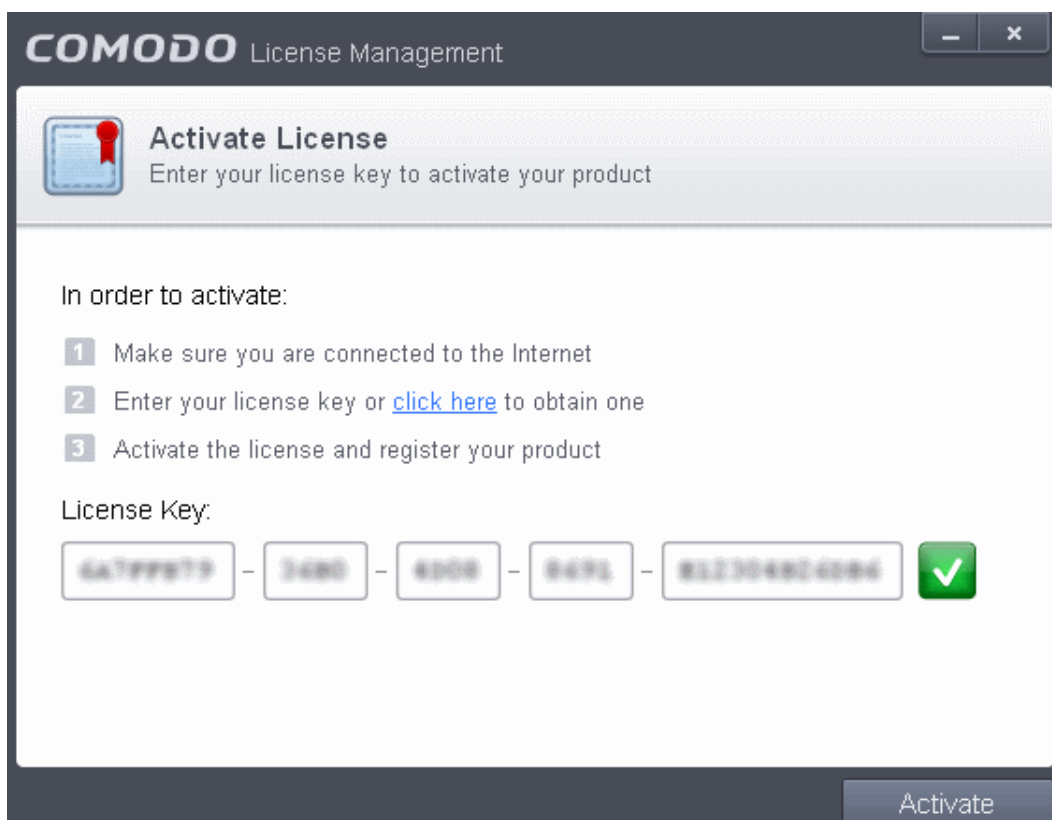 COMODO License Management
Activate License
Enter your license key to activate your product
In order to activate:
1 Make sure you are connected to the Internet
2 Enter your license key or click here to obtain one
3 Activate the license and register your product
License Key:
Activate